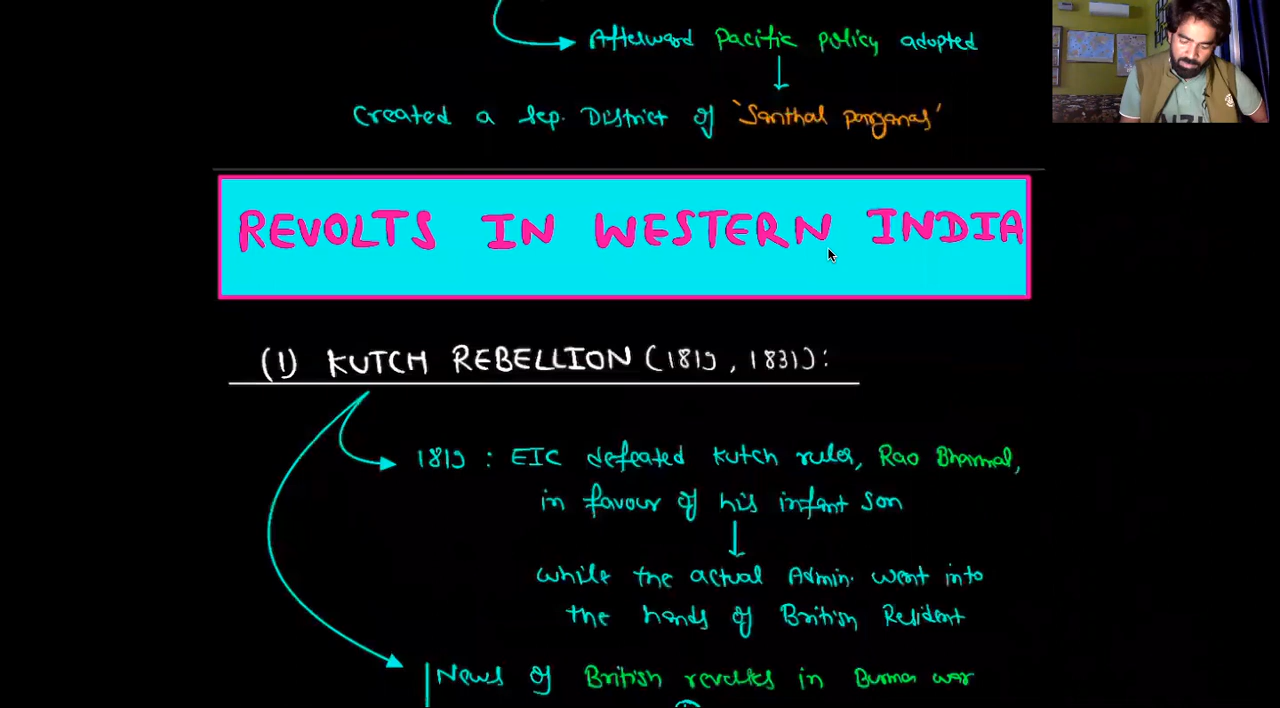 Afterward pacific policy adopted
Created a sep. District of 'Santhal parganas'
REVOLTS IN WESTERN INDIA
(1) KUTCH REBELLION (1819, 1831):
1819 : EIC defeated Kutch ruler, Rao Bharmal,
in favour of his infant son
while the actual Admin. went into
the hands of British Resident
News of British reverses in Burma war